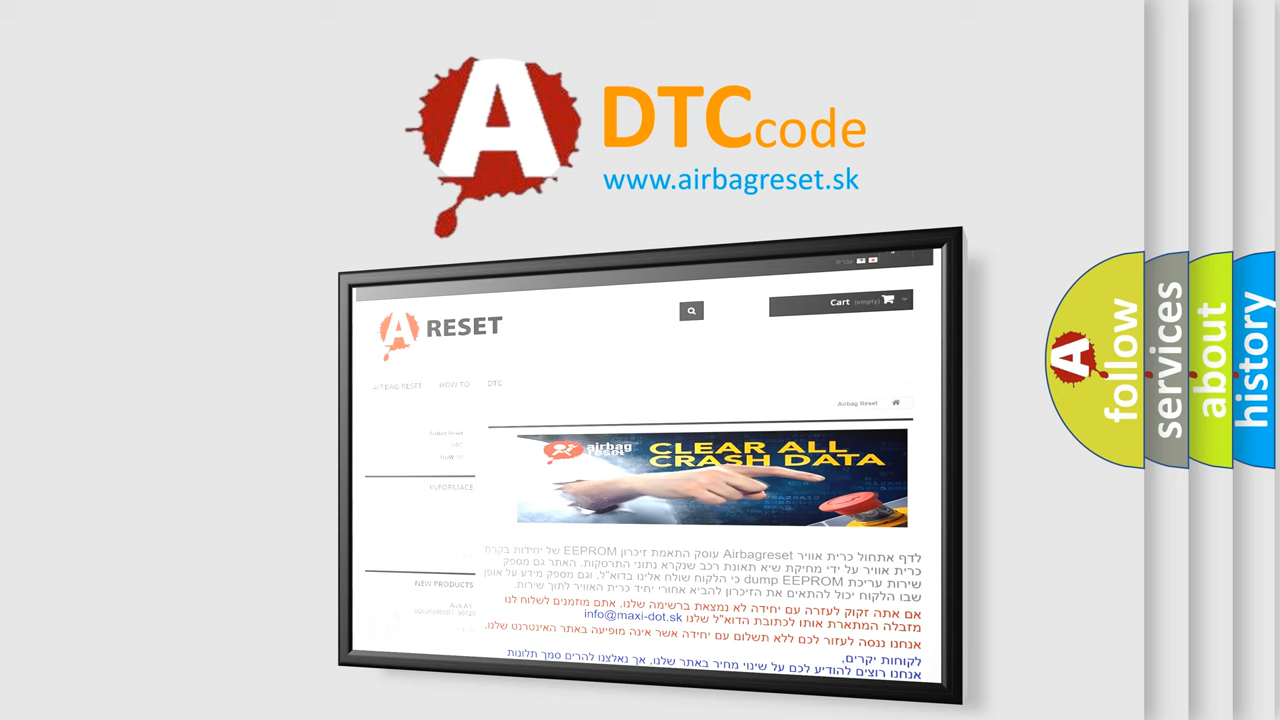 A DTC code
www.airbagreset.sk
עברית
A RESET
Cart (empty)
AIRBAG RESET HOW TO DTC
Airbag Reset
Airbag Reset
HOW TO
INFORMACE
airbag
reset
CLEAR ALL
CRASH DATA
לדף אתחול כרית אוויר Airbagreset עוסק התאמת זיכרון EEPROM של יחידות בקרת
כרית אוויר על ידי מחיקת שיא תאונת רכב שנקרא נתוני התרסקות. האתר גם מספק
שירות עריכת dump EEPROM כי הלקוח שולח אלינו בדוא"ל, וגם מספק מידע על אופן
שבו הלקוח יכול להתאים את הזיכרון להביא אחורי יחיד כרית האוויר לתוך שירות.
NEW PRODUCTS
אם אתה זקוק לעזרה עם יחידה לא נמצאת ברשימה שלנו, אתם מוזמנים לשלוח לנו
מזבלה המתארת אותו לכתובת הדוא"ל שלנו info@maxi-dot.sk
אנחנו ננסה לעזור לכם ללא תשלום עם יחידה אשר אינה מופיעה באתר האינטרנט שלנו.
לקוחות יקרים,
אנחנו רוצים להודיע לכם על שינוי מחיר באתר שלנו, אך נאלצנו להרים סמך תלונות
A follow
services
about
history